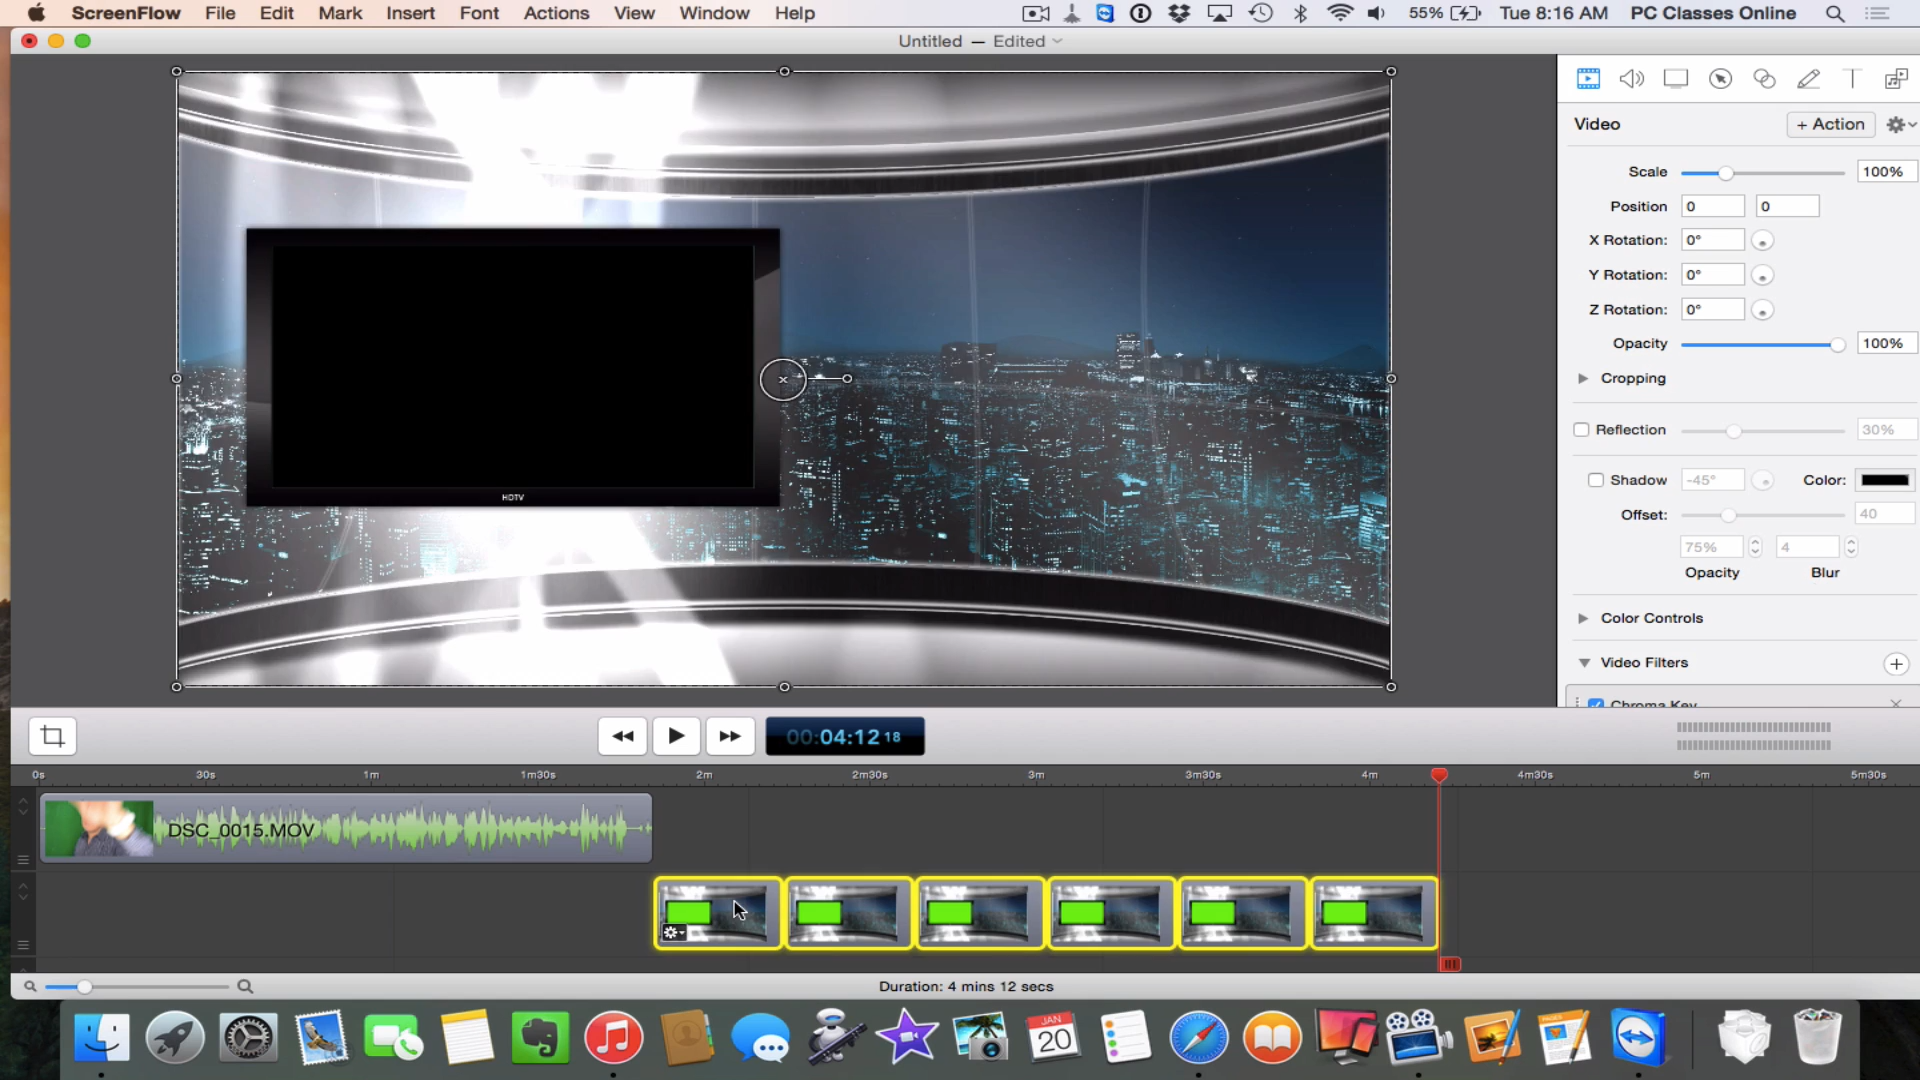 ScreenFlow File Edit Mark Insert Font Actions View Window Help 55% Tue 8:16 AM PC Classes Online
Untitled — Edited
Video + Action
Scale 100%
Position 0 0
X Rotation: 0°
Y Rotation: 0°
Z Rotation: 0°
Opacity 100%
Cropping
Reflection 30%
Shadow -45° Color:
Offset: 40
75% 4
Opacity Blur
Color Controls
Video Filters
Chroma Key
HDTV
00:04:12 18
0s 30s 1m 1m30s 2m 2m30s 3m 3m30s 4m 4m30s 5m 5m30s
DSC_0015.MOV
Duration: 4 mins 12 secs
JAN
20